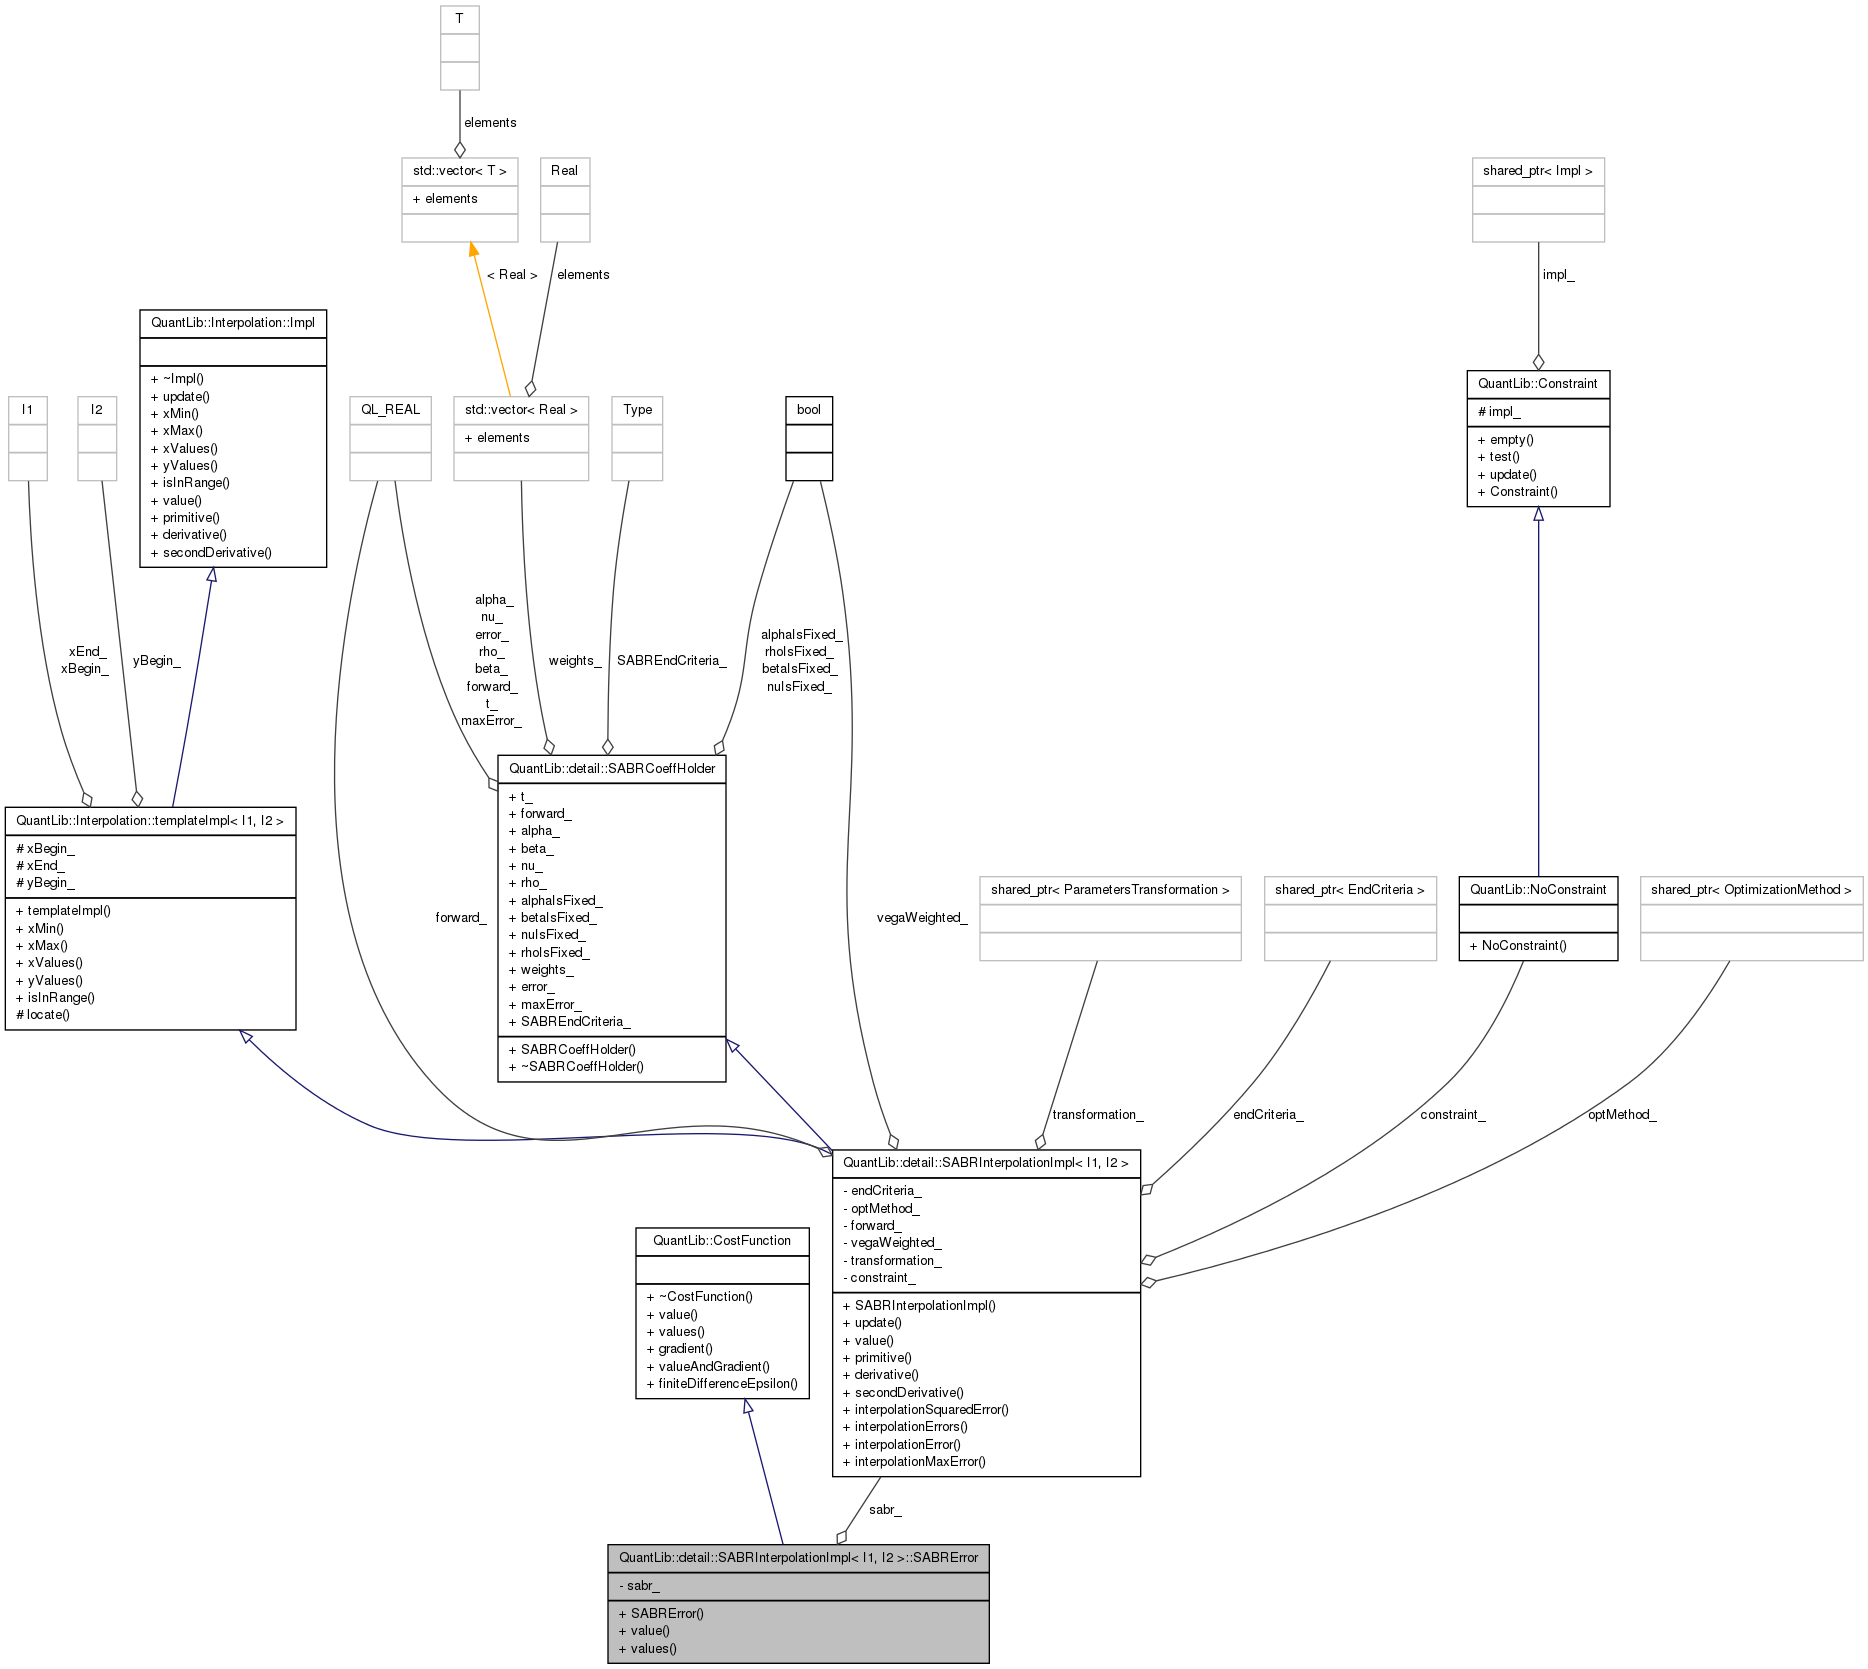 T
elements
std::vector< T >
+ elements
Real
shared_ptr< Impl >
< Real >
elements
impl_
QuantLib::Interpolation::Impl
+ ~Impl()
+ update()
+ xMin()
+ xMax()
+ xValues()
+ yValues()
+ isInRange()
+ value()
+ primitive()
+ derivative()
+ secondDerivative()
QuantLib::Constraint
# impl_
+ empty()
+ test()
+ update()
+ Constraint()
I1
I2
QL_REAL
std::vector< Real >
+ elements
Type
bool
xEnd_
xBegin_
yBegin_
alpha_
nu_
error_
rho_
beta_
forward_
t_
maxError_
weights_
SABREndCriteria_
alphaIsFixed_
rhoIsFixed_
betaIsFixed_
nuIsFixed_
QuantLib::Interpolation::templateImpl< I1, I2 >
# xBegin_
# xEnd_
# yBegin_
+ templateImpl()
+ xMin()
+ xMax()
+ xValues()
+ yValues()
+ isInRange()
# locate()
forward_
QuantLib::detail::SABRCoeffHolder
+ t_
+ forward_
+ alpha_
+ beta_
+ nu_
+ rho_
+ alphaIsFixed_
+ betaIsFixed_
+ nuIsFixed_
+ rhoIsFixed_
+ weights_
+ error_
+ maxError_
+ SABREndCriteria_
+ SABRCoeffHolder()
+ ~SABRCoeffHolder()
vegaWeighted_
shared_ptr< ParametersTransformation >
shared_ptr< EndCriteria >
QuantLib::NoConstraint
+ NoConstraint()
shared_ptr< OptimizationMethod >
transformation_
endCriteria_
constraint_
optMethod_
QuantLib::detail::SABRInterpolationImpl< I1, I2 >
- endCriteria_
- optMethod_
- forward_
- vegaWeighted_
- transformation_
- constraint_
+ SABRInterpolationImpl()
+ update()
+ value()
+ primitive()
+ derivative()
+ secondDerivative()
+ interpolationSquaredError()
+ interpolationErrors()
+ interpolationError()
+ interpolationMaxError()
QuantLib::CostFunction
+ ~CostFunction()
+ value()
+ values()
+ gradient()
+ valueAndGradient()
+ finiteDifferenceEpsilon()
sabr_
QuantLib::detail::SABRInterpolationImpl< I1, I2 >::SABRError
- sabr_
+ SABRError()
+ value()
+ values()